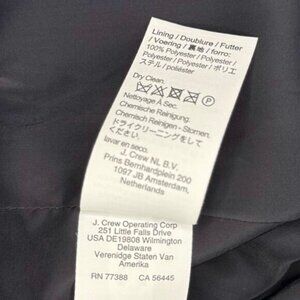 Lining / Doublure / Futter
/ Voering / 裏地 / forro:
100% Polyester / Polyester /
Polyester / Polyester / ポリエ
ステル / poliéster
Dry Clean.
P
Nettoyage À Sec.
Chemische Reinigung.
Chemisch Reinigen - Stomen.
ドライクリーニングをして
ください.
lavar en seco.
J. Crew NL B.V.
Prins Bernhardplein 200
1097 JB Amsterdam,
Netherlands
J. Crew Operating Corp
251 Little Falls Drive
USA DE19808 Wilmington
Delaware
Verenidge Staten Van
Amerika
RN 77388 CA 56445